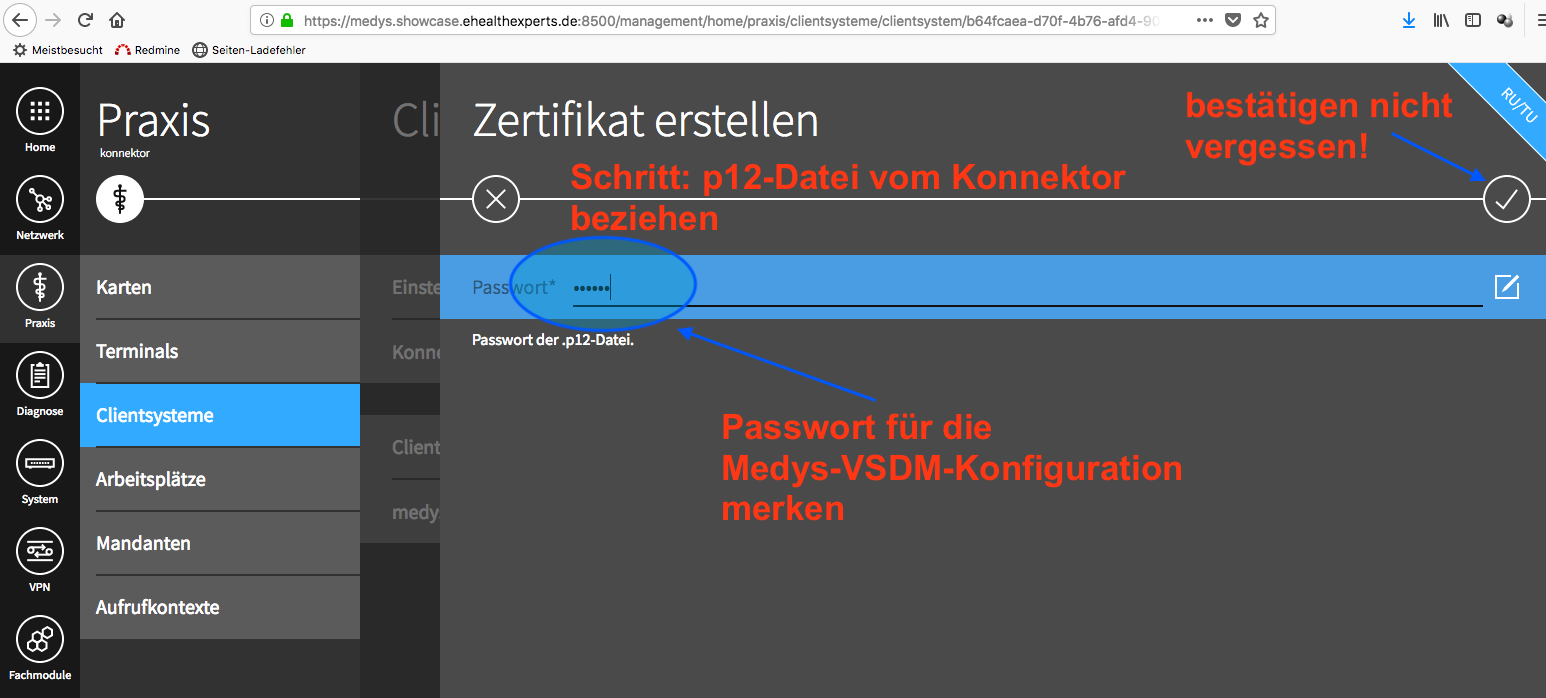 https://medys.showcase.ehealthexperts.de:8500/management/home/praxis/clientsysteme/clientsystem/b64fcaea-d70f-4b76-afd4-90
Meistbesucht Redmine Seiten-Ladefehler
Home
Netzwerk
Praxis
Diagnose
System
VPN
Fachmodule
Praxis
konnektor
Karten
Terminals
Clientsysteme
Arbeitsplätze
Mandanten
Aufrufkontexte
Cli
Einste
Konne
Client
medys
Zertifikat erstellen
RU/TU
bestätigen nicht
vergessen!
Schritt: p12-Datei vom Konnektor
beziehen
Passwort* ••••••
Passwort der .p12-Datei.
Passwort für die
Medys-VSDM-Konfiguration
merken